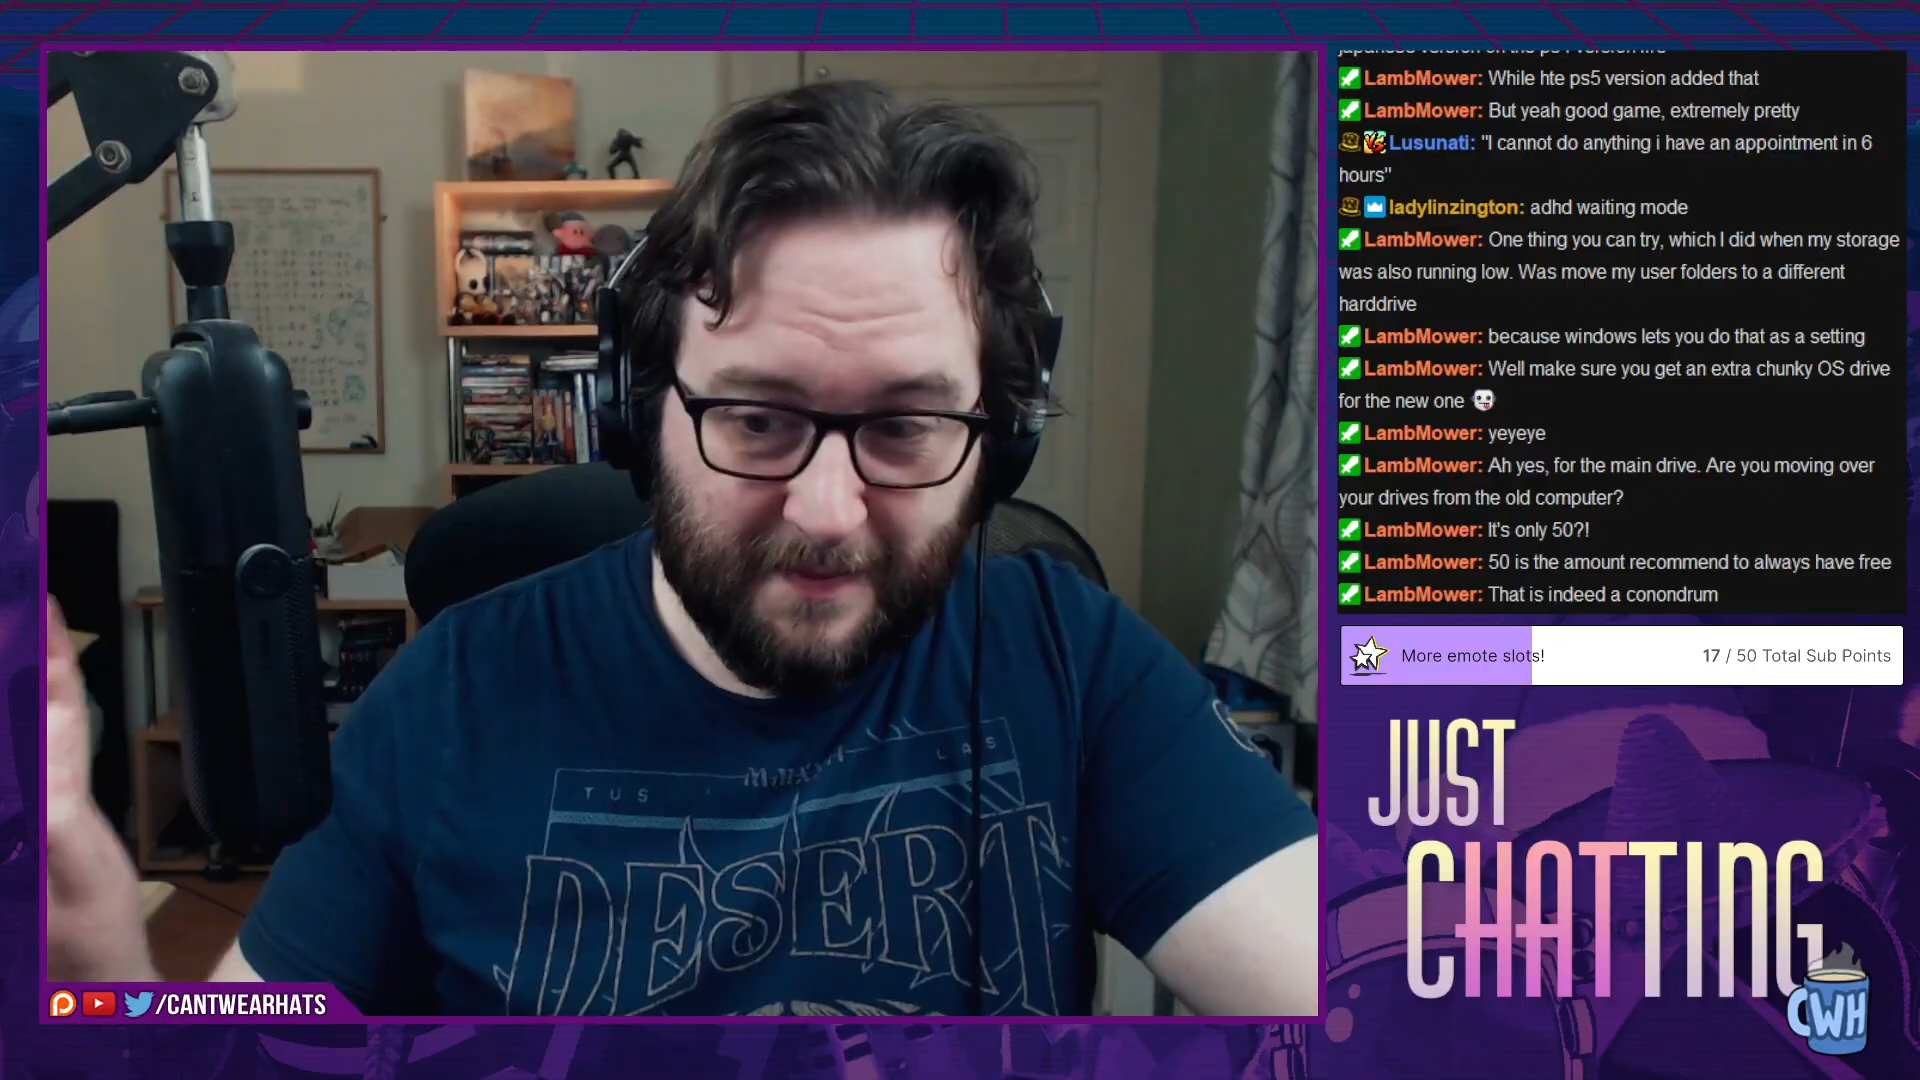 LambMower: While hte ps5 version added that
LambMower: But yeah good game, extremely pretty
Lusunati: "I cannot do anything i have an appointment in 6
hours"
ladylinzington: adhd waiting mode
LambMower: One thing you can try, which I did when my storage
was also running low. Was move my user folders to a different
harddrive
LambMower: because windows lets you do that as a setting
LambMower: Well make sure you get an extra chunky OS drive
for the new one
LambMower: yeyeye
LambMower: Ah yes, for the main drive. Are you moving over
your drives from the old computer?
LambMower: It's only 50?!
LambMower: 50 is the amount recommend to always have free
LambMower: That is indeed a conondrum
More emote slots! 17 / 50 Total Sub Points
JUST
CHATTING
CWH
TUS LAS
DESERT
/CANTWEARHATS